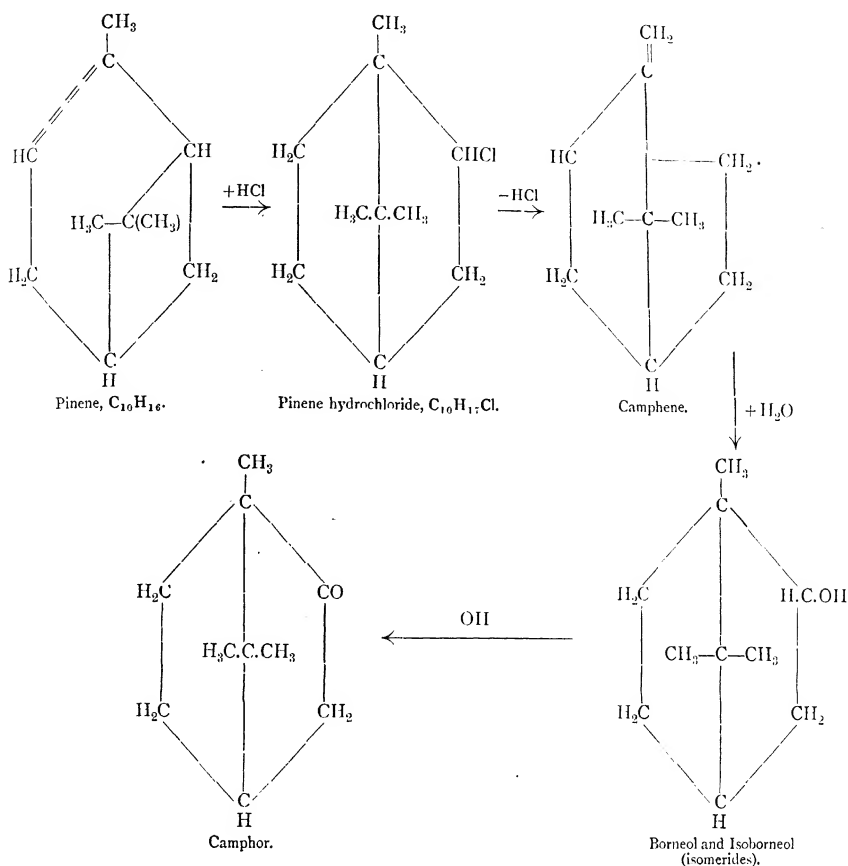 CH₃
C
HC
CH
H₃C—C(CH₃)
H₂C
CH₂
C
H
Pinene, C₁₀H₁₆.
+HCl
CH₃
C
H₂C
CHCl
H₃C.C.CH₃
H₂C
CH₂
C
H
Pinene hydrochloride, C₁₀H₁₇Cl.
−HCl
CH₂
C
HC
CH₂.
H₃C—C—CH₃
H₂C
CH₂
C
H
Camphene.
+H₂O
CH₃
C
H₂C
CO
H₃C.C.CH₃
H₂C
CH₂
C
H
Camphor.
OH
CH₃
C
H₂C
H.C.OH
CH₃—C—CH₃
H₂C
CH₂
C
H
Borneol and Isoborneol
(isomerides).